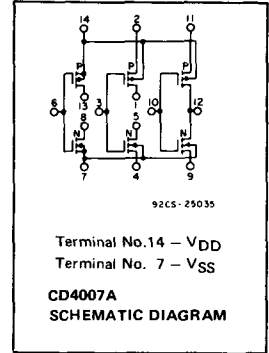 14 2 11
P P P
13 1
6 3 10 12
8 5
N N N
7 4 9
92CS-25035
Terminal No.14 – VDD
Terminal No. 7 – VSS
CD4007A
SCHEMATIC DIAGRAM